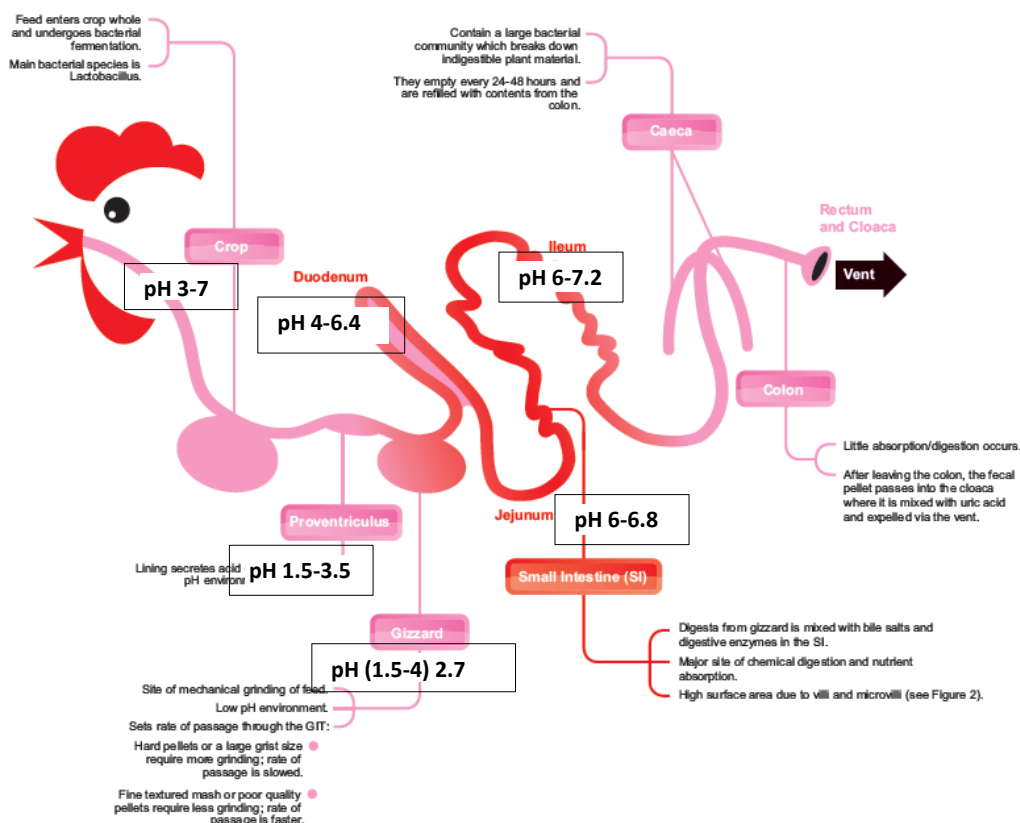 Feed enters crop whole
and undergoes bacterial
fermentation.
Main bacterial species is
Lactobacillus.
Contain a large bacterial
community which breaks down
indigestible plant material.
They empty every 24-48 hours and
are refilled with contents from the
colon.
Caeca
Crop
Rectum
and Cloaca
Vent
Duodenum
Ileum
pH 3-7
pH 4-6.4
pH 6-7.2
Colon
Little absorption/digestion occurs.
After leaving the colon, the fecal
pellet passes into the cloaca
where it is mixed with uric acid
and expelled via the vent.
Proventriculus
Jejunum
pH 6-6.8
Lining secretes acid
pH
pH 1.5-3.5
Small Intestine (SI)
Gizzard
pH (1.5-4) 2.7
Site of mechanical grinding of feed.
Low pH environment.
Sets rate of passage through the GIT:
Hard pellets or a large grist size
require more grinding; rate of
passage is slowed.
Fine textured mash or poor quality
pellets require less grinding; rate of
passage is faster.
Digesta from gizzard is mixed with bile salts and
digestive enzymes in the SI.
Major site of chemical digestion and nutrient
absorption.
High surface area due to villi and microvilli (see Figure 2).